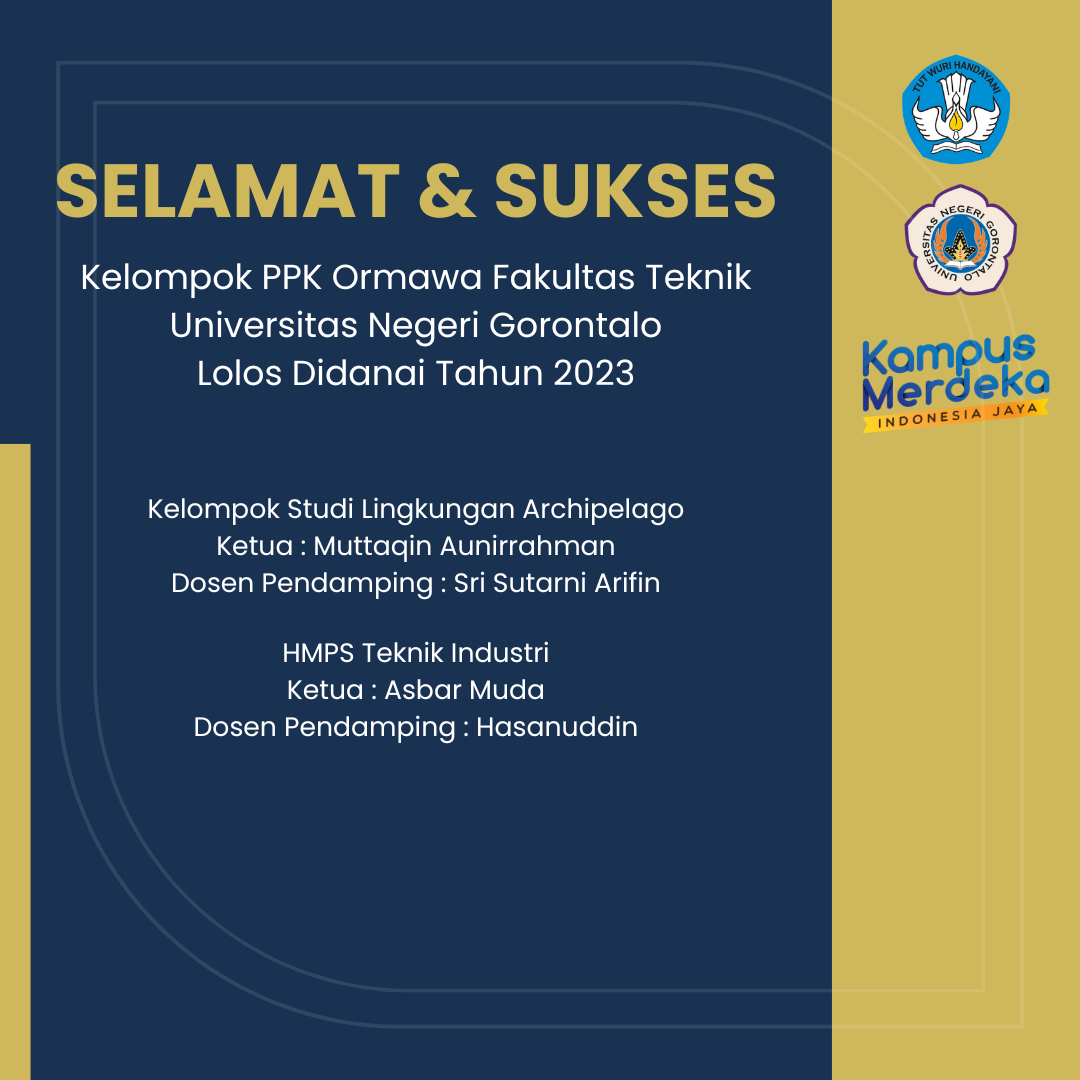 SELAMAT & SUKSES
Kelompok PPK Ormawa Fakultas Teknik
Universitas Negeri Gorontalo
Lolos Didanai Tahun 2023
Kelompok Studi Lingkungan Archipelago
Ketua : Muttaqin Aunirrahman
Dosen Pendamping : Sri Sutarni Arifin
HMPS Teknik Industri
Ketua : Asbar Muda
Dosen Pendamping : Hasanuddin
TUT WURI HANDAYANI
UNIVERSITAS NEGERI GORONTALO
Kampus
Merdeka
INDONESIA JAYA